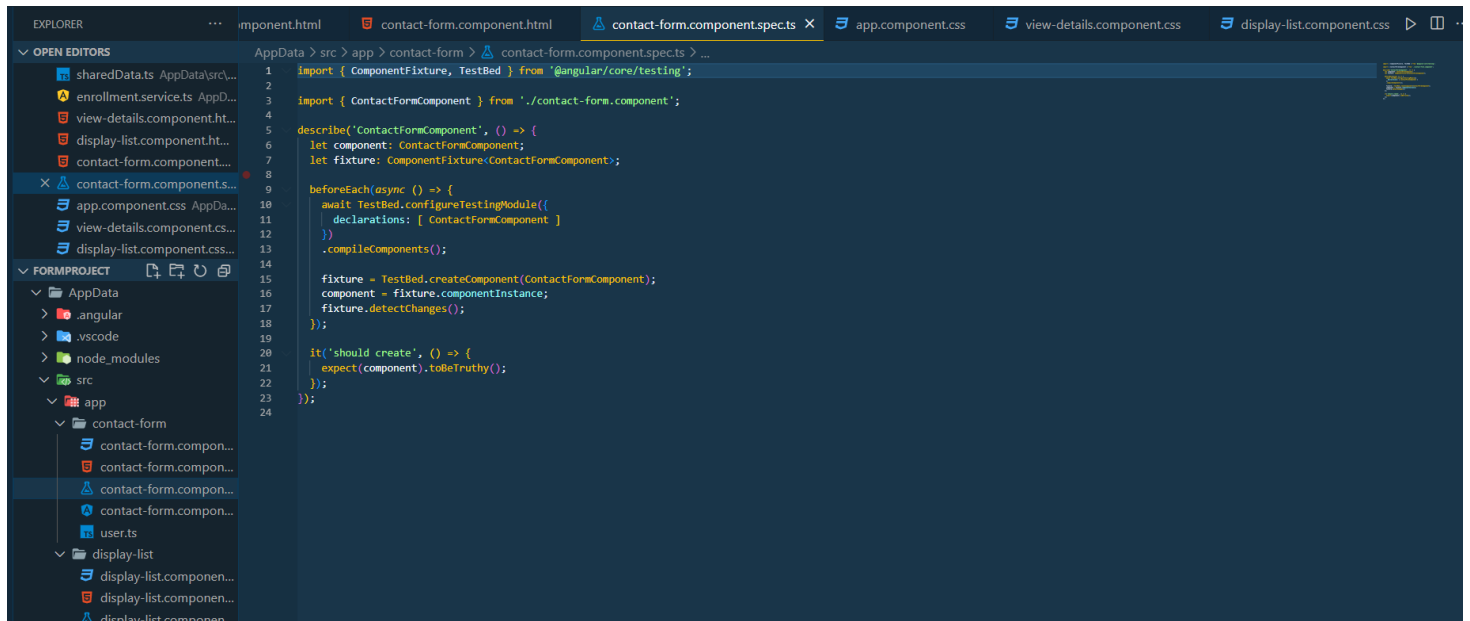 EXPLORER ...
OPEN EDITORS
sharedData.ts AppData\src\...
enrollment.service.ts AppD...
view-details.component.ht...
display-list.component.ht...
contact-form.component....
contact-form.component.s...
app.component.css AppDa...
view-details.component.cs...
display-list.component.css...
FORMPROJECT
AppData
.angular
.vscode
node_modules
src
app
contact-form
contact-form.compon...
contact-form.compon...
contact-form.compon...
contact-form.compon...
user.ts
display-list
display-list.componen...
display-list.componen...
display-list.componen...
omponent.html contact-form.component.html contact-form.component.spec.ts app.component.css view-details.component.css display-list.component.css
AppData > src > app > contact-form > contact-form.component.spec.ts > ...
1 import { ComponentFixture, TestBed } from '@angular/core/testing';
2
3 import { ContactFormComponent } from './contact-form.component';
4
5 describe('ContactFormComponent', () => {
6 let component: ContactFormComponent;
7 let fixture: ComponentFixture<ContactFormComponent>;
8
9 beforeEach(async () => {
10 await TestBed.configureTestingModule({
11 declarations: [ ContactFormComponent ]
12 })
13 .compileComponents();
14
15 fixture = TestBed.createComponent(ContactFormComponent);
16 component = fixture.componentInstance;
17 fixture.detectChanges();
18 });
19
20 it('should create', () => {
21 expect(component).toBeTruthy();
22 });
23 });
24